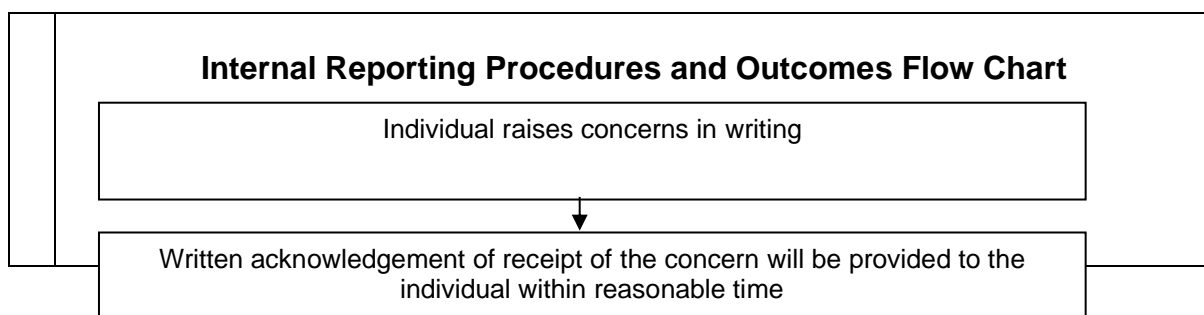 Internal Reporting Procedures and Outcomes Flow Chart
Individual raises concerns in writing
Written acknowledgement of receipt of the concern will be provided to the
individual within reasonable time